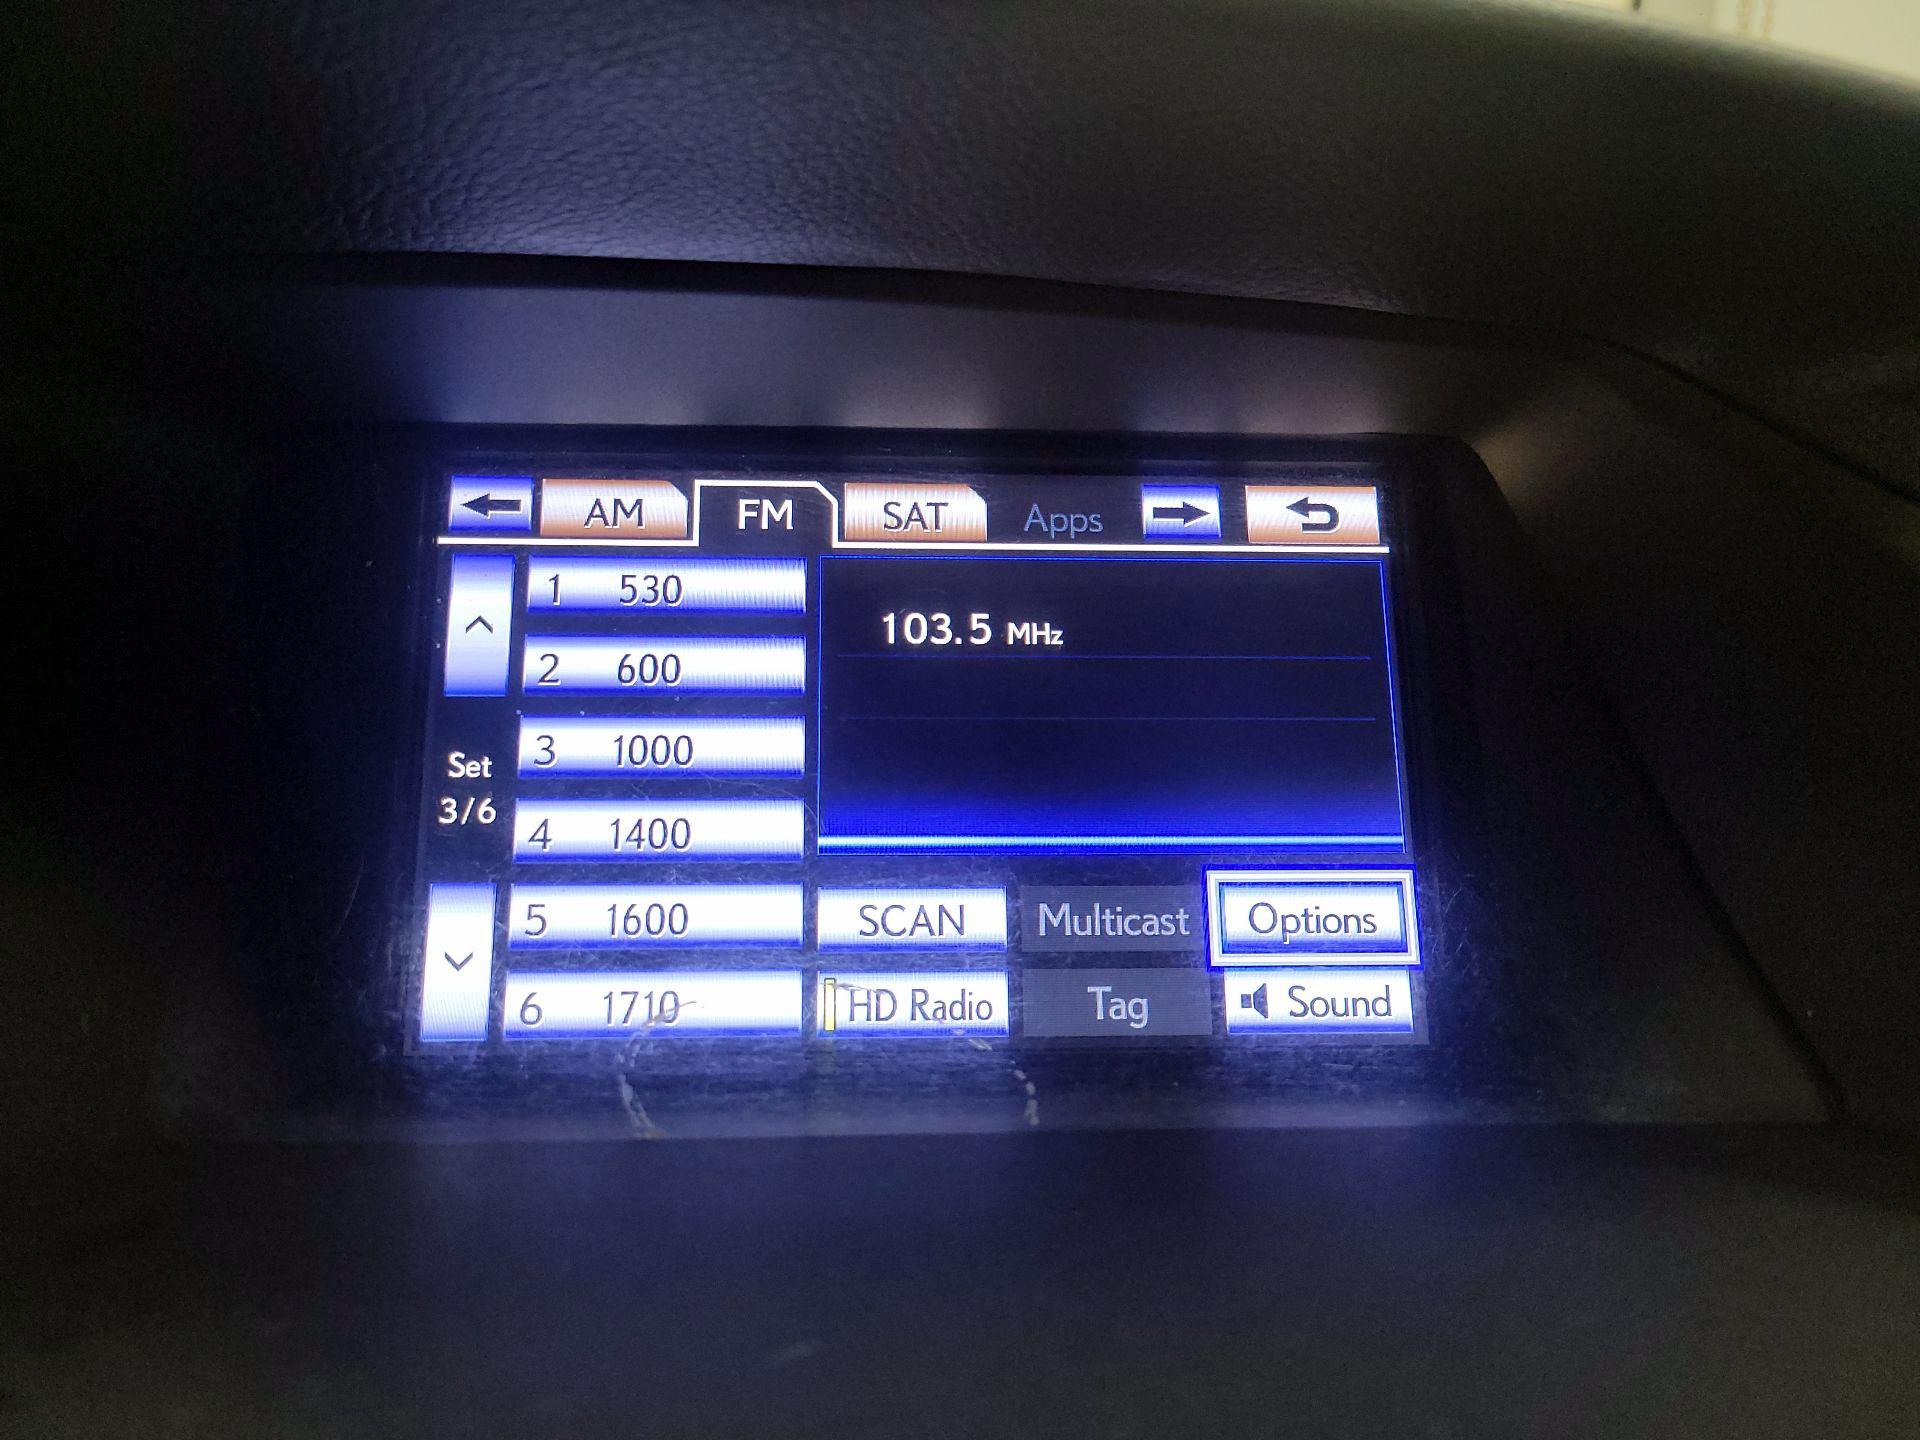 AM FM SAT Apps
1 530
2 600
3 1000
4 1400
5 1600
6 1710
Set
3/6
103.5 MHz
SCAN Multicast Options
HD Radio Tag Sound